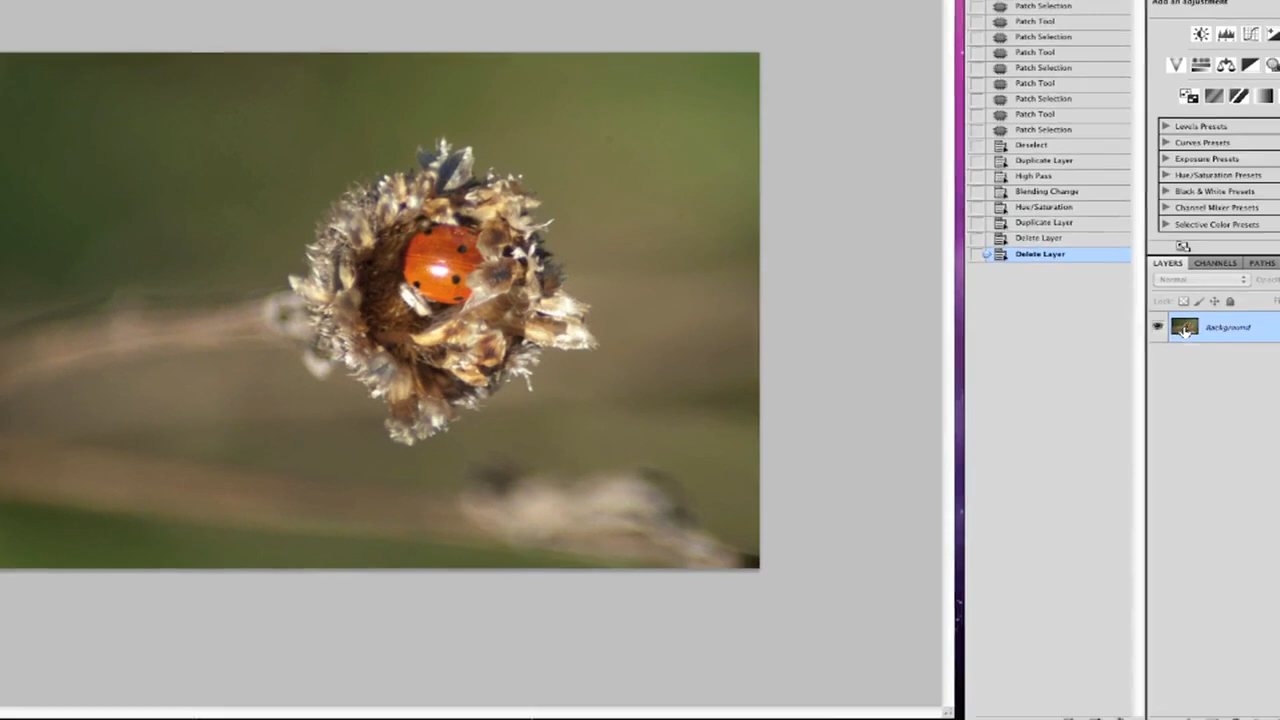 Patch Selection
Patch Tool
Patch Selection
Patch Tool
Patch Selection
Patch Tool
Patch Selection
Patch Tool
Patch Selection
Deselect
Duplicate Layer
High Pass
Blending Change
Hue/Saturation
Duplicate Layer
Delete Layer
Delete Layer
Add an adjustment
Levels Presets
Curves Presets
Exposure Presets
Hue/Saturation Presets
Black & White Presets
Channel Mixer Presets
Selective Color Presets
LAYERS CHANNELS PATHS
Normal
Lock:
Background